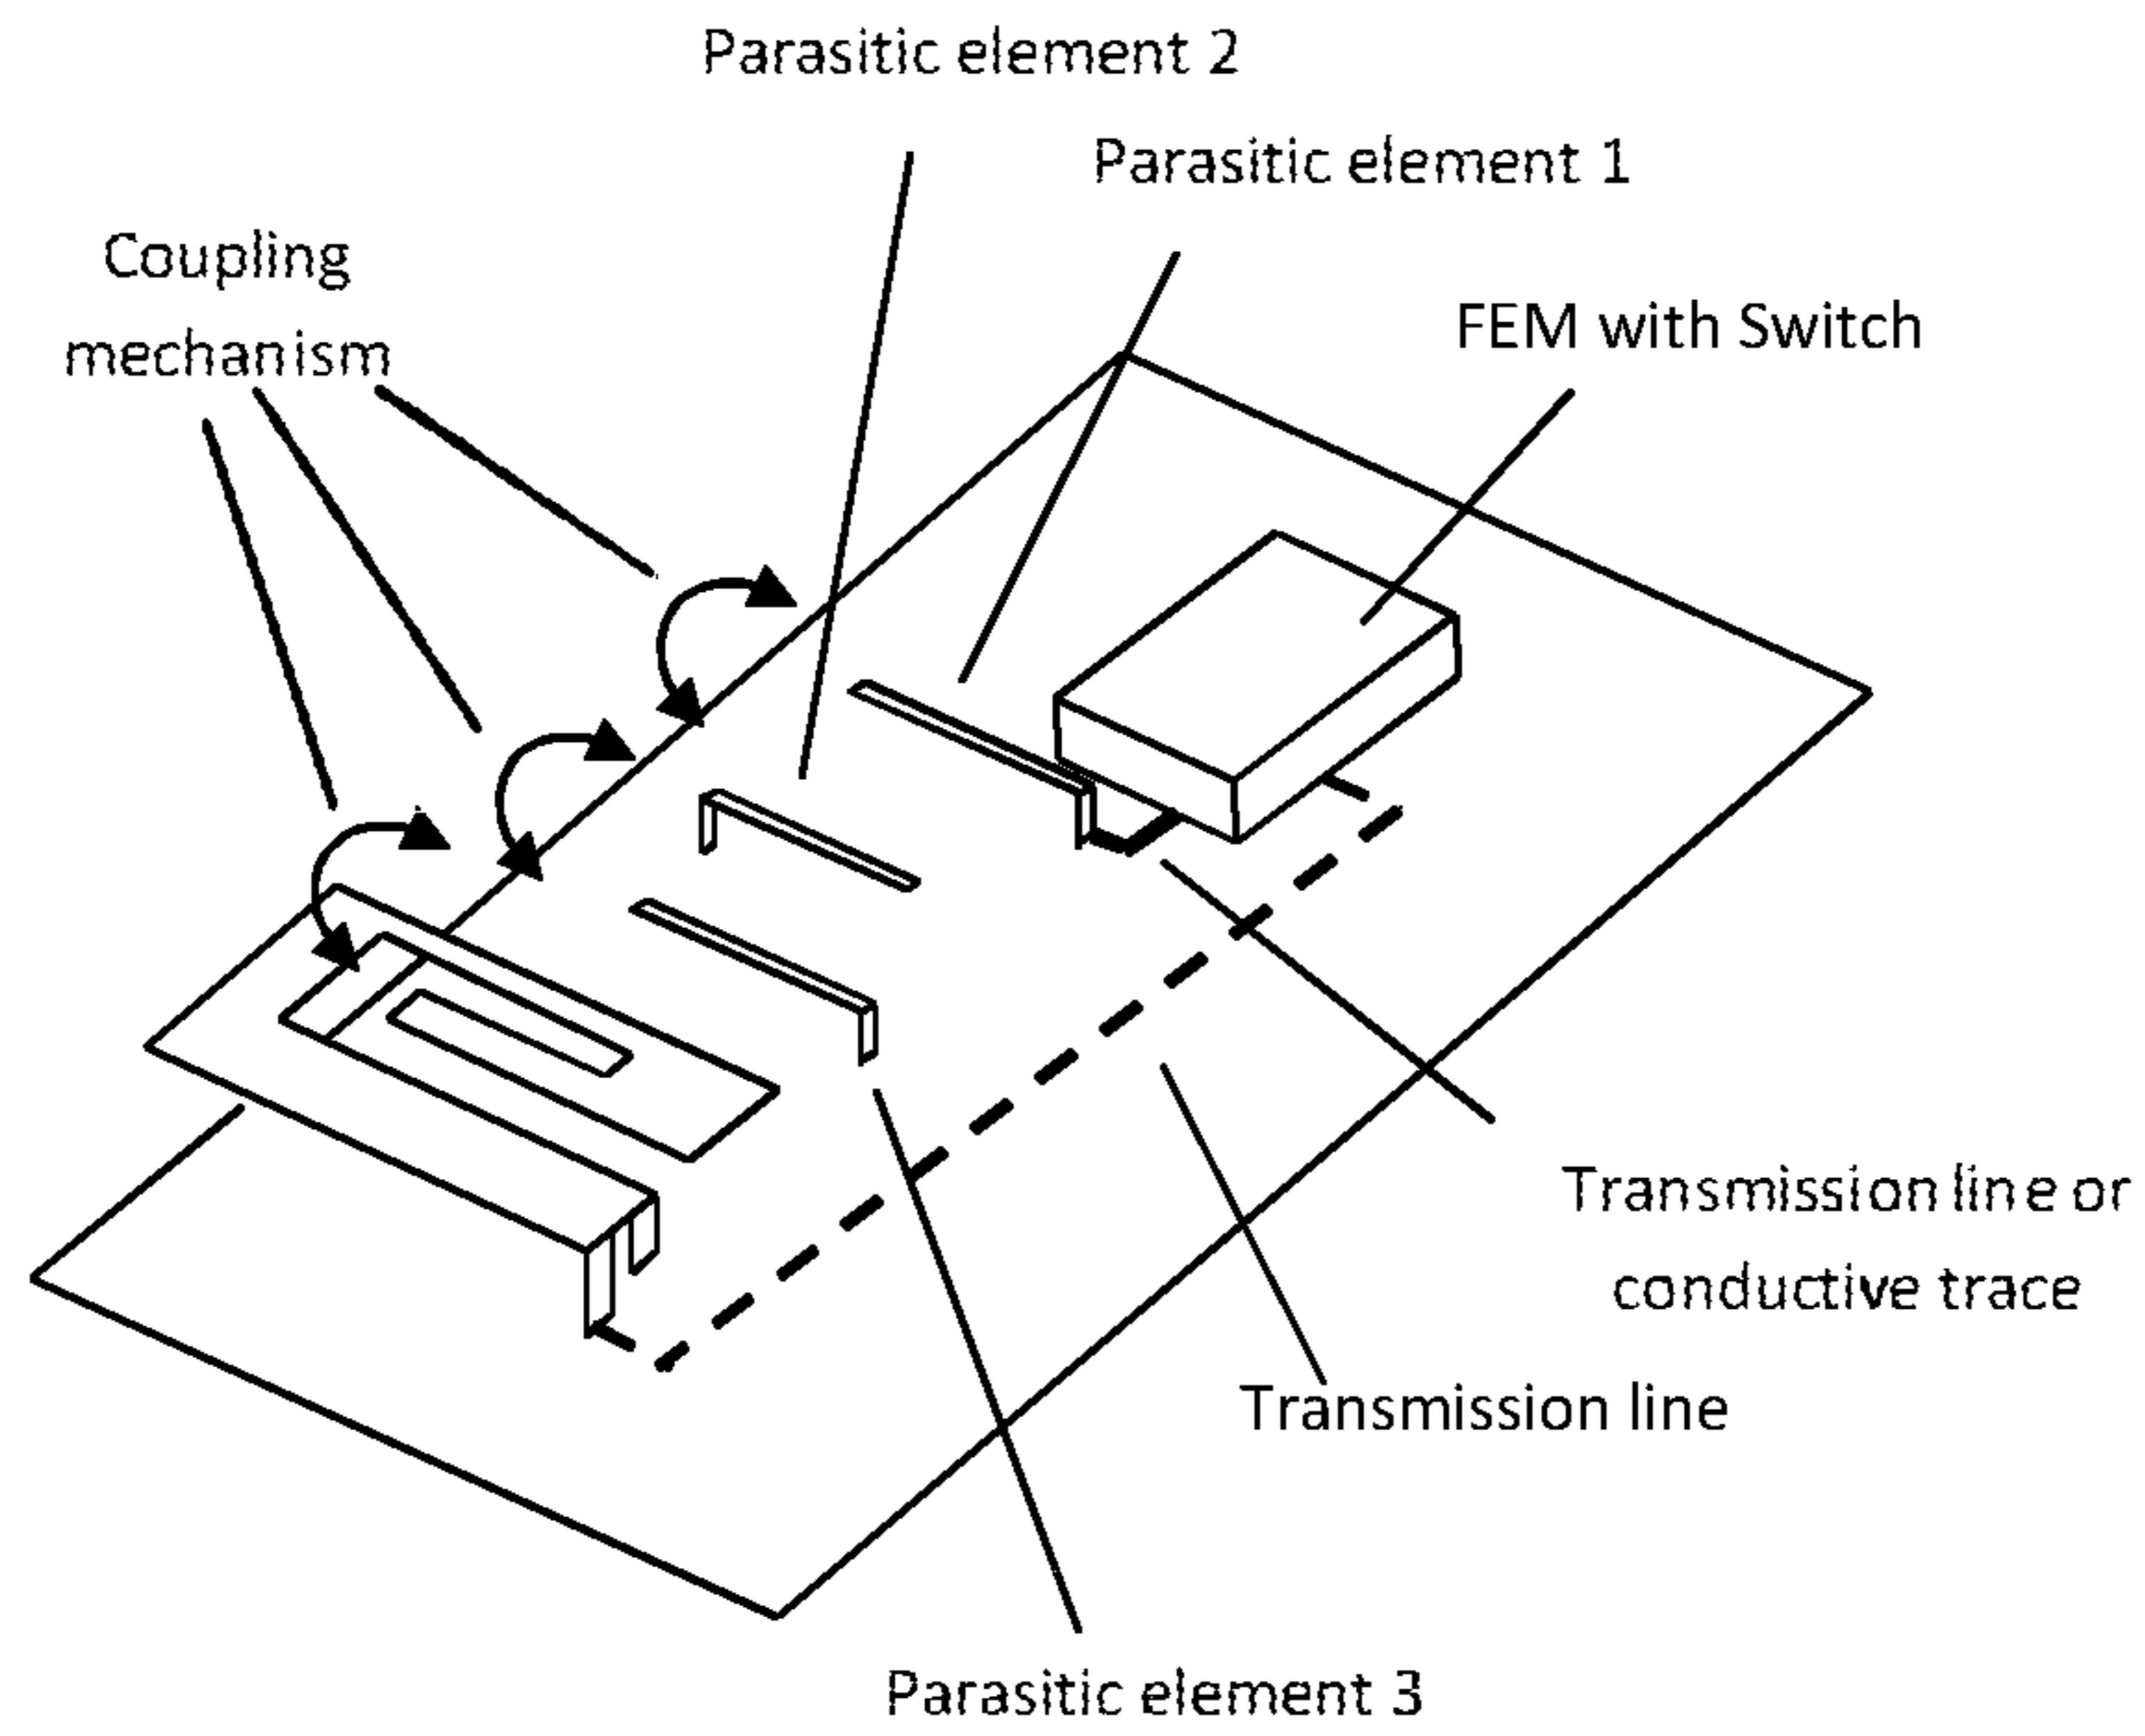 Parasitic element 2
Parasitic element 1
Coupling
mechanism
FEM with Switch
Transmission line or
conductive trace
Transmission line
Parasitic element 3